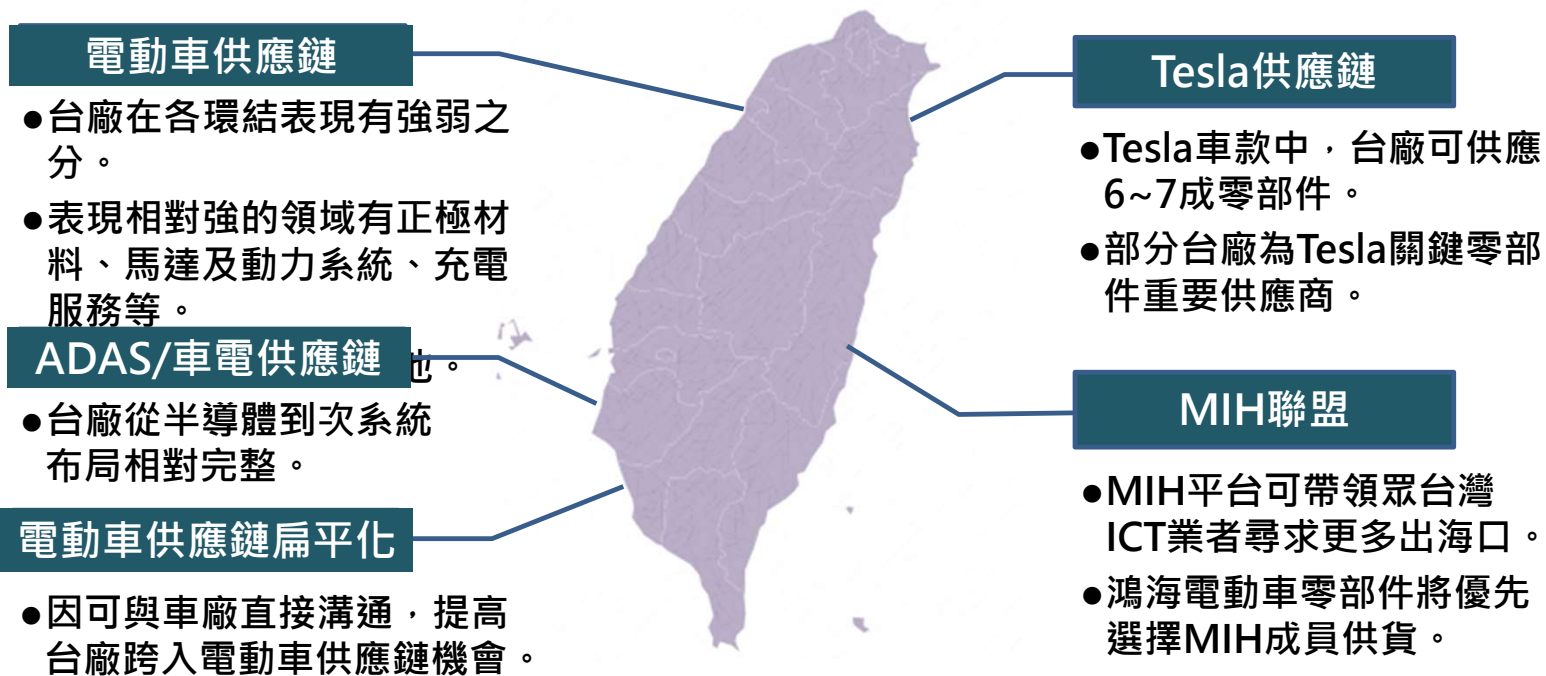 電動車供應鏈
●台廠在各環結表現有強弱之
分。
●表現相對強的領域有正極材
料、馬達及動力系統、充電
服務等。
ADAS/車電供應鏈
●台廠從半導體到次系統
布局相對完整。
電動車供應鏈扁平化
●因可與車廠直接溝通，提高
台廠跨入電動車供應鏈機會。
Tesla供應鏈
●Tesla車款中，台廠可供應
6~7成零部件。
●部分台廠為Tesla關鍵零部
件重要供應商。
MIH聯盟
●MIH平台可帶領眾台灣
ICT業者尋求更多出海口。
●鴻海電動車零部件將優先
選擇MIH成員供貨。